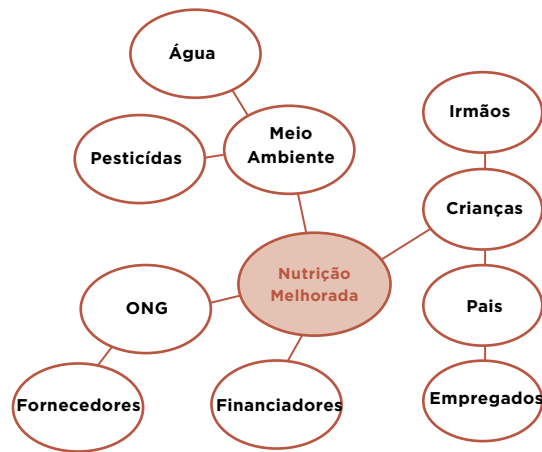 Água
Irmãos
Meio
Ambiente
Pesticídas
Crianças
Nutrição
Melhorada
ONG
Pais
Fornecedores
Financiadores
Empregados